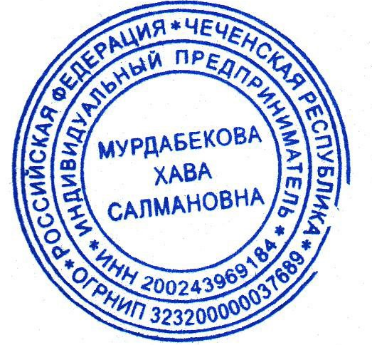 РОССИЙСКАЯ ФЕДЕРАЦИЯ * ЧЕЧЕНСКАЯ РЕСПУБЛИКА *
* ОГРНИП 323200000037689
ИНДИВИДУАЛЬНЫЙ ПРЕДПРИНИМАТЕЛЬ *
* ИНН 200243969184
МУРДАБЕКОВА
ХАВА
САЛМАНОВНА